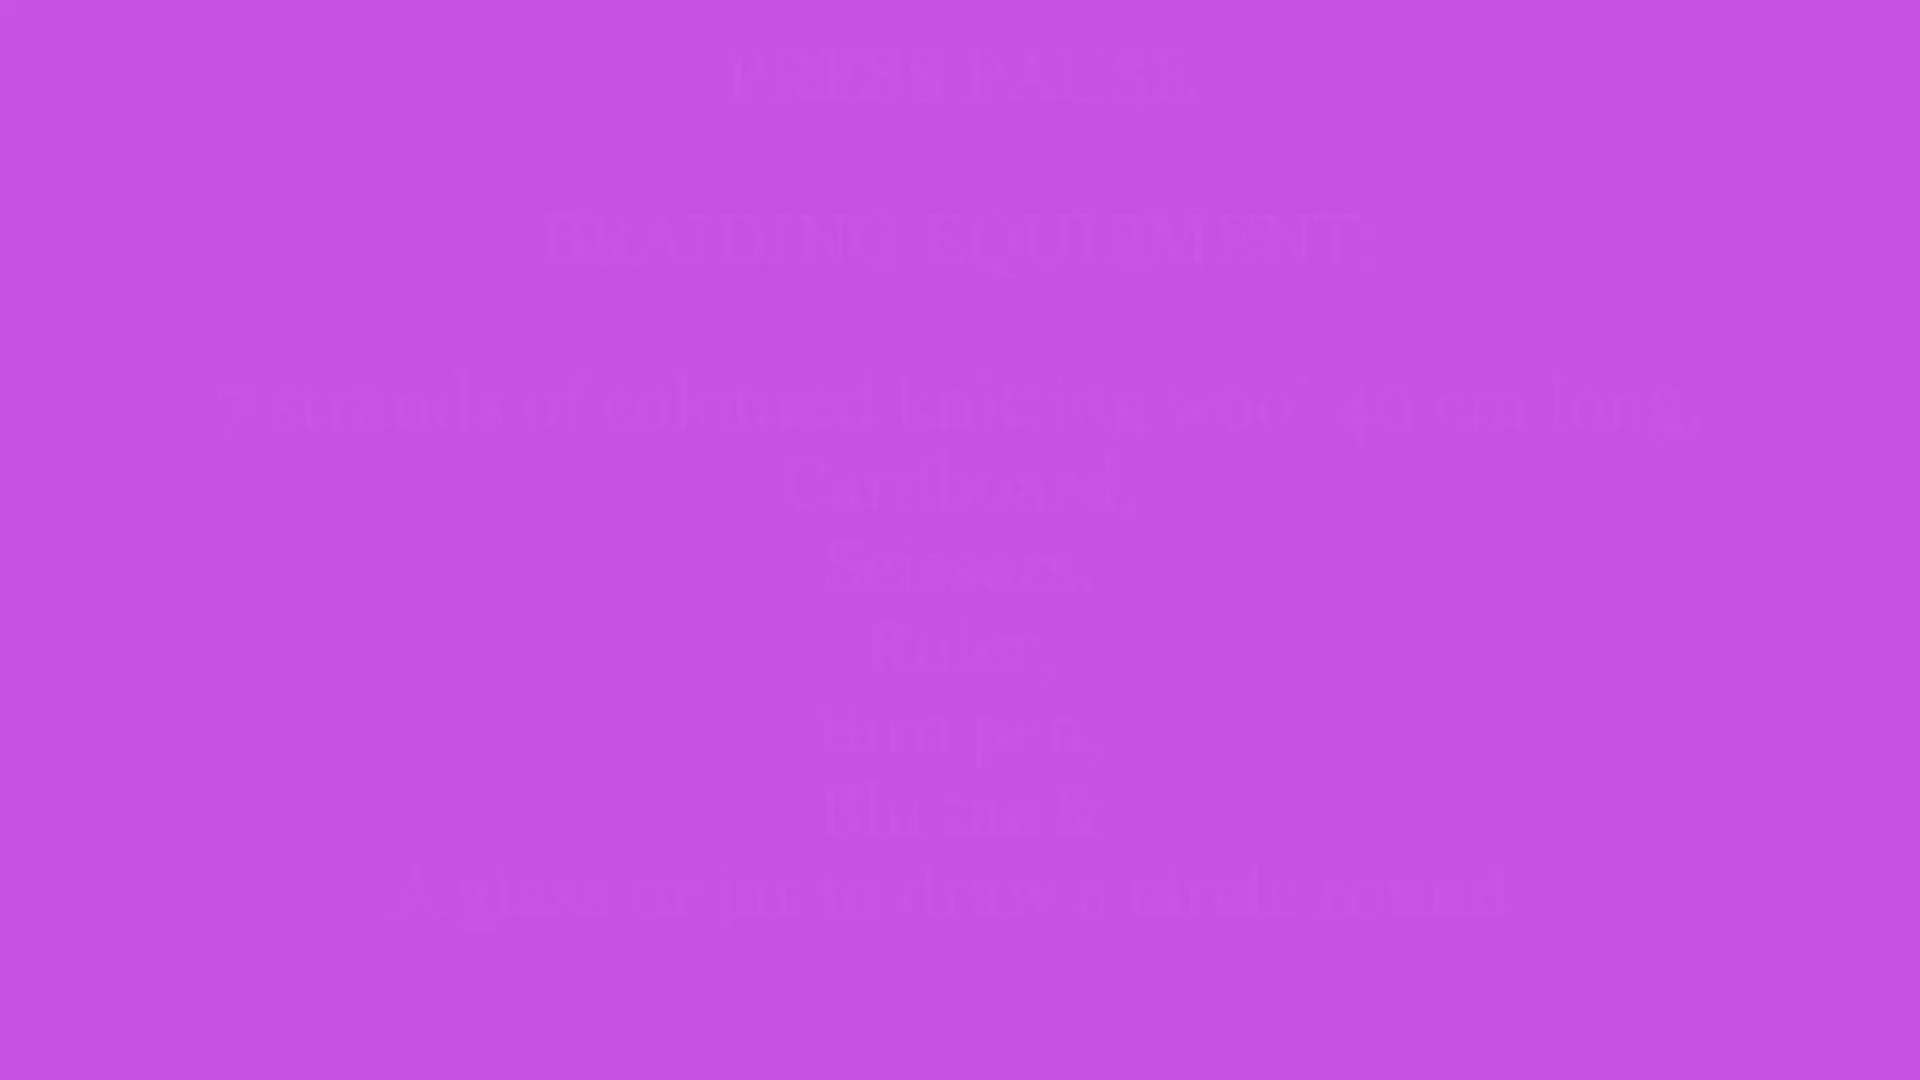 PRESS PAUSE
BRAIDING EQUIPMENT:
7 strands of coloured knitting wool 40 cm long,
Cardboard,
Scissors,
Ruler,
Biro pen,
Blu tac &
A glass or jar to draw a circle round